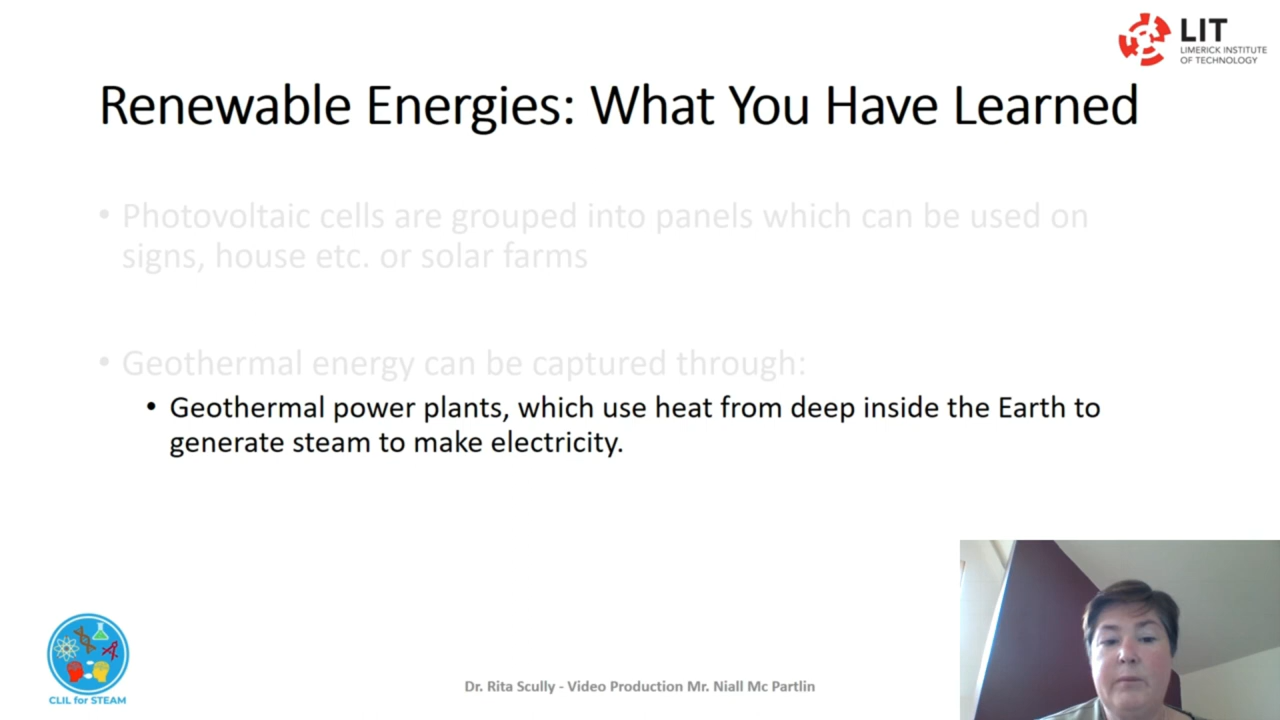 LIT
LIMERICK INSTITUTE
OF TECHNOLOGY
Renewable Energies: What You Have Learned
• Photovoltaic cells are grouped into panels which can be used on
signs, house etc. or solar farms
• Geothermal energy can be captured through:
• Geothermal power plants, which use heat from deep inside the Earth to
generate steam to make electricity.
CLIL for STEAM
Dr. Rita Scully - Video Production Mr. Niall Mc Partlin